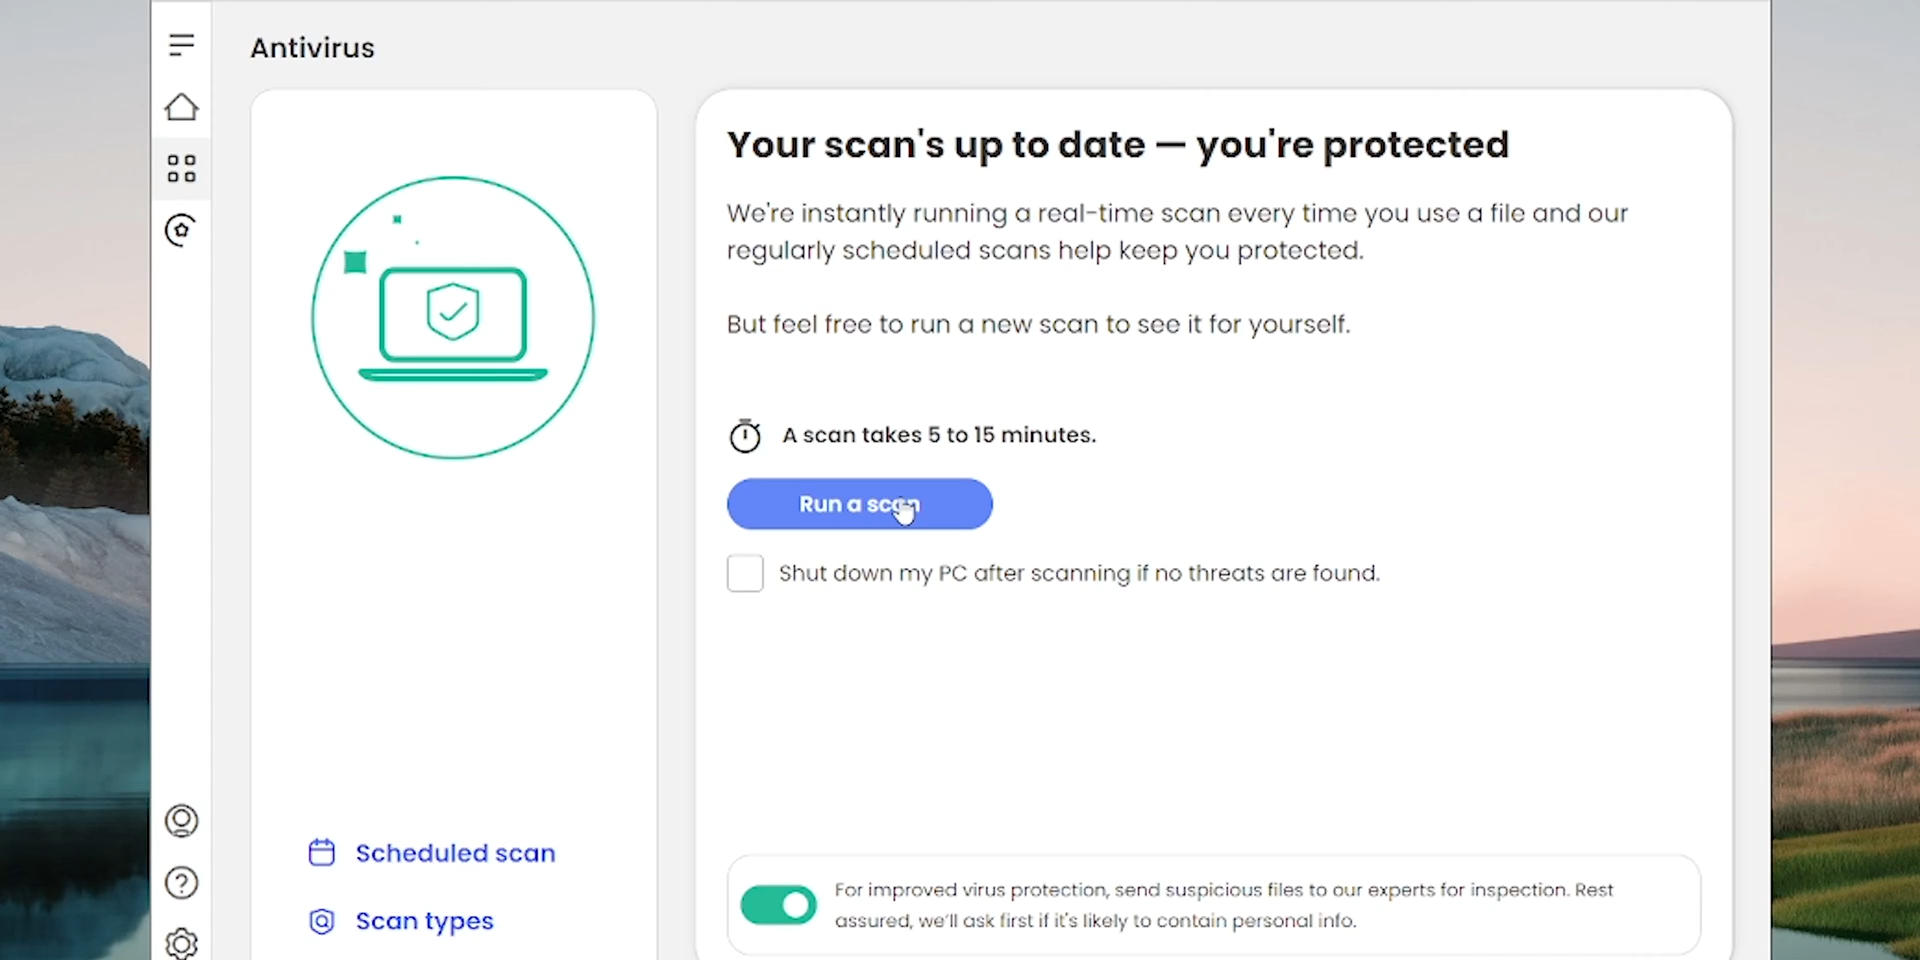 Antivirus
Your scan's up to date — you're protected
We're instantly running a real-time scan every time you use a file and our
regularly scheduled scans help keep you protected.
But feel free to run a new scan to see it for yourself.
A scan takes 5 to 15 minutes.
Run a scan
Shut down my PC after scanning if no threats are found.
Scheduled scan
Scan types
For improved virus protection, send suspicious files to our experts for inspection. Rest
assured, we'll ask first if it's likely to contain personal info.